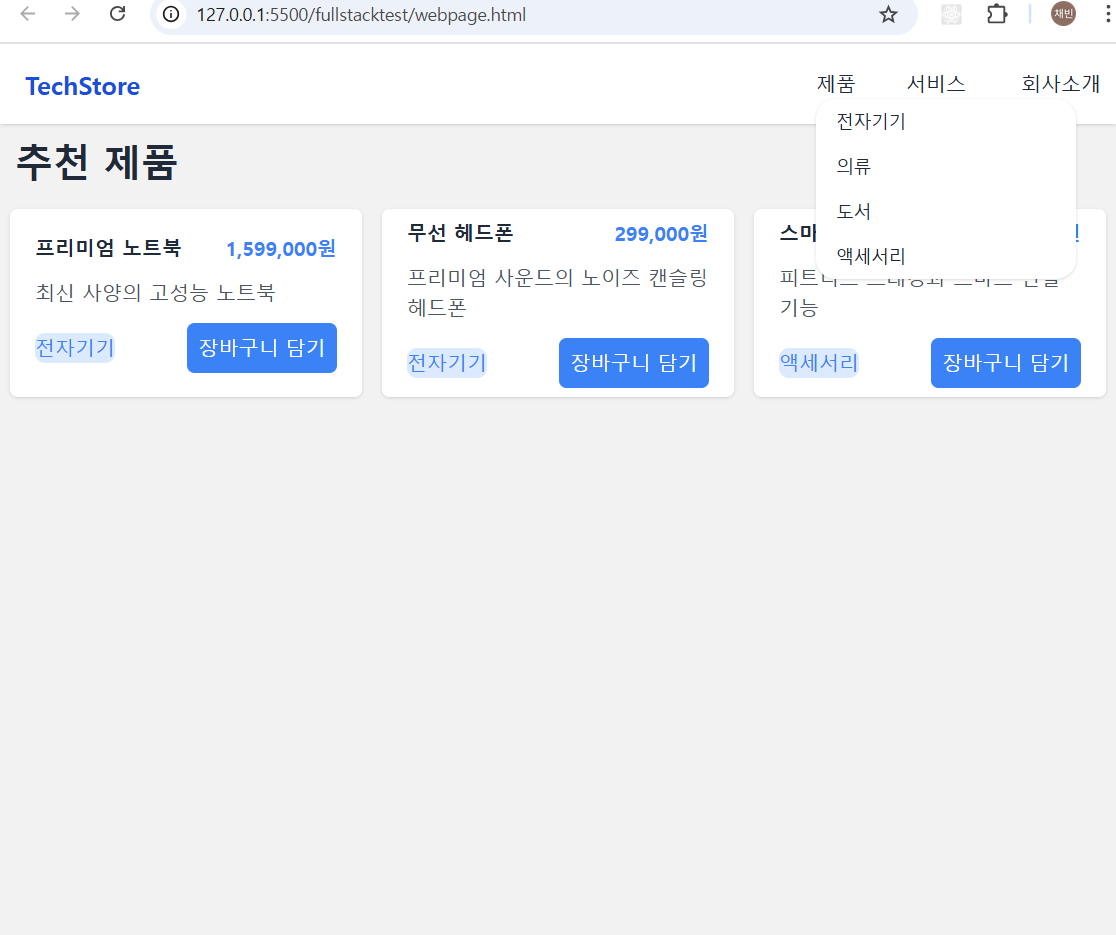 127.0.0.1:5500/fullstacktest/webpage.html
채빈
TechStore
제품 서비스 회사소개
전자기기
의류
도서
액세서리
추천 제품
프리미엄 노트북 1,599,000원
최신 사양의 고성능 노트북
전자기기 장바구니 담기
무선 헤드폰 299,000원
프리미엄 사운드의 노이즈 캔슬링
헤드폰
전자기기 장바구니 담기
기능
액세서리 장바구니 담기